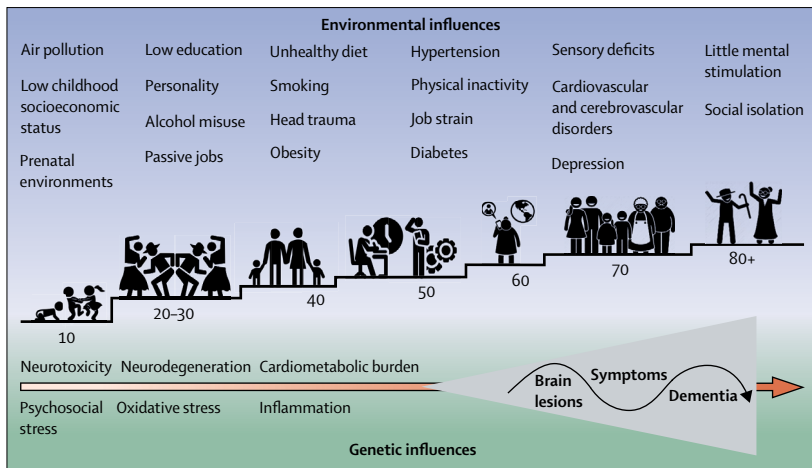 Environmental influences
Air pollution
Low childhood
socioeconomic
status
Prenatal
environments
Low education
Personality
Alcohol misuse
Passive jobs
Unhealthy diet
Smoking
Head trauma
Obesity
Hypertension
Physical inactivity
Job strain
Diabetes
Sensory deficits
Cardiovascular
and cerebrovascular
disorders
Depression
Little mental
stimulation
Social isolation
10
20–30
40
50
60
70
80+
Neurotoxicity
Neurodegeneration
Cardiometabolic burden
Psychosocial
stress
Oxidative stress
Inflammation
Brain
lesions
Symptoms
Dementia
Genetic influences